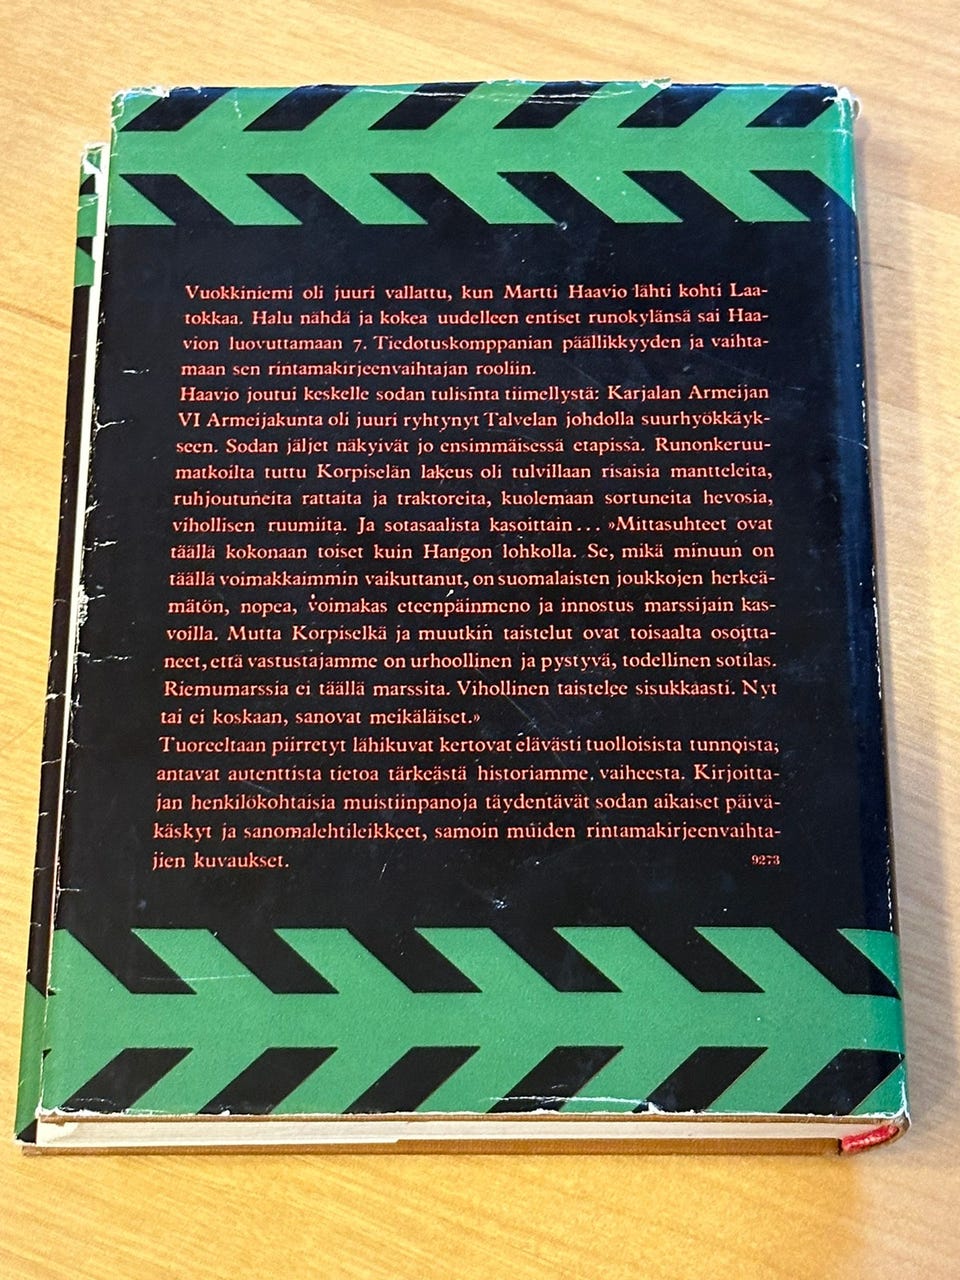 Vuokkiniemi oli juuri vallattu, kun Martti Haavio lähti kohti Laa-
tokkaa. Halu nähdä ja kokea uudelleen entiset runokylänsä sai Haa-
vion luovuttamaan 7. Tiedotuskomppanian päällikkyyden ja vaihta-
maan sen rintamakirjeenvaihtajan rooliin.
Haavio joutui keskelle sodan tulisinta tiimellystä: Karjalan Armeijan
VI Armeijakunta oli juuri ryhtynyt Talvelan johdolla suurhyökkäyk-
seen. Sodan jäljet näkyivät jo ensimmäisessä etapissa. Runonkeruu-
matkoilta tuttu Korpiselän lakeus oli tulvillaan risaisia mantteleita,
ruhjoutuneita rattaita ja traktoreita, kuolemaan sortuneita hevosia,
vihollisen ruumiita. Ja sotasaalista kasoittain... »Mittasuhteet ovat
täällä kokonaan toiset kuin Hangon lohkolla. Se, mikä minuun on
täällä voimakkaimmin vaikuttanut, on suomalaisten joukkojen herkeä-
mätön, nopea, voimakas eteenpäinmeno ja innostus marssijain kas-
voilla. Mutta Korpiselkä ja muutkin taistelut ovat toisaalta osoitta-
neet, että vastustajamme on urhoollinen ja pystyvä, todellinen sotilas.
Riemumarssia ei täällä marssita. Vihollinen taistelee sisukkaasti. Nyt
tai ei koskaan, sanovat meikäläiset.»
Tuoreeltaan piirretyt lähikuvat kertovat elävästi tuolloisista tunnoista,
antavat autenttista tietoa tärkeästä historiamme vaiheesta. Kirjoitta-
jan henkilökohtaisia muistiinpanoja täydentävät sodan aikaiset päivä-
käskyt ja sanomalehtileikkeet, samoin muiden rintamakirjeenvaihta-
jien kuvaukset.
9273